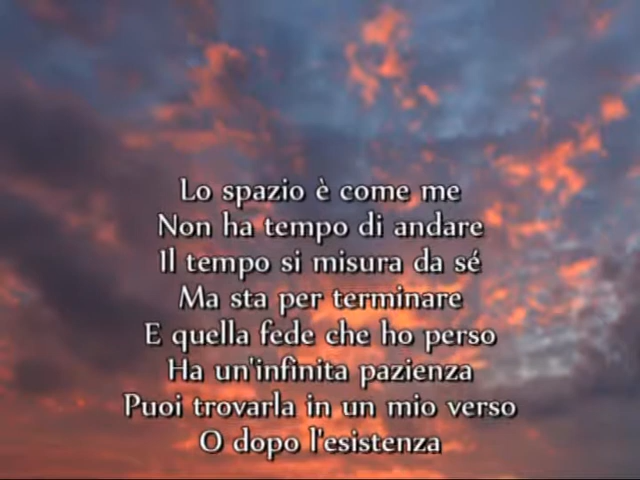 Lo spazio è come me
Non ha tempo di andare
Il tempo si misura da sé
Ma sta per terminare
E quella fede che ho perso
Ha un'infinita pazienza
Puoi trovarla in un mio verso
O dopo l'esistenza